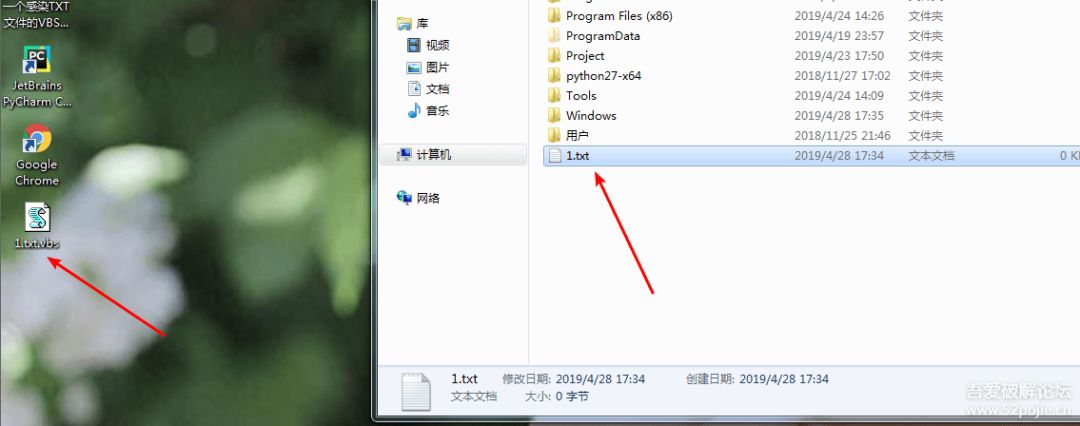 一个感染TXT
文件的VBS...
JetBrains
PyCharm C...
Google
Chrome
1.txt.vbs
库
视频
图片
文档
音乐
计算机
网络
Program Files (x86) 2019/4/24 14:26 文件夹
ProgramData 2019/4/19 23:57 文件夹
Project 2019/4/23 17:50 文件夹
python27-x64 2018/11/27 17:02 文件夹
Tools 2019/4/24 14:09 文件夹
Windows 2019/4/28 17:35 文件夹
用户 2018/11/25 21:46 文件夹
1.txt 2019/4/28 17:34 文本文档 0 K
1.txt 修改日期: 2019/4/28 17:34 创建日期: 2019/4/28 17:34
文本文档 大小: 0 字节
吾爱破解论坛
www.52pojie.cn